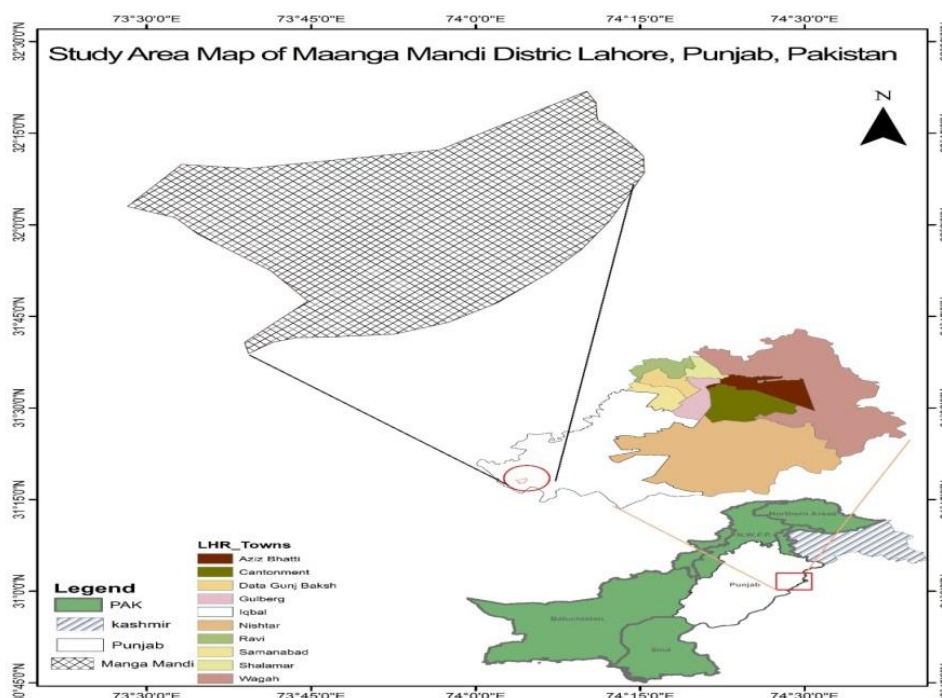 73°30'0"E 73°45'0"E 74°0'0"E 74°15'0"E 74°30'0"E
Study Area Map of Maanga Mandi Distric Lahore, Punjab, Pakistan
N
32°30'0"N
32°15'0"N
32°0'0"N
31°45'0"N
31°30'0"N
31°15'0"N
31°0'0"N
30°45'0"N
Northern Areas
N.W.F.P.
Punjab
Baluchistan
Sind
LHR_Towns
Aziz Bhatti
Cantonment
Data Gunj Baksh
Gulberg
Iqbal
Nishtar
Ravi
Samanabad
Shalamar
Wagah
Legend
PAK
kashmir
Punjab
Manga Mandi
73°30'0"E 73°45'0"E 74°0'0"E 74°15'0"E 74°30'0"E